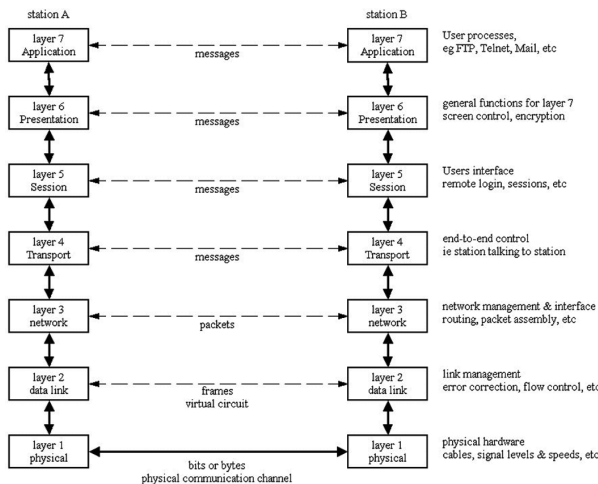 station A
station B
layer 7
Application
messages
layer 7
Application
User processes,
eg FTP, Telnet, Mail, etc
layer 6
Presentation
messages
layer 6
Presentation
general functions for layer 7
screen control, encryption
layer 5
Session
messages
layer 5
Session
Users interface
remote login, sessions, etc
layer 4
Transport
messages
layer 4
Transport
end-to-end control
ie station talking to station
layer 3
network
packets
layer 3
network
network management & interface
routing, packet assembly, etc
layer 2
data link
frames
virtual circuit
layer 2
data link
link management
error correction, flow control, etc
layer 1
physical
bits or bytes
physical communication channel
layer 1
physical
physical hardware
cables, signal levels & speeds, etc